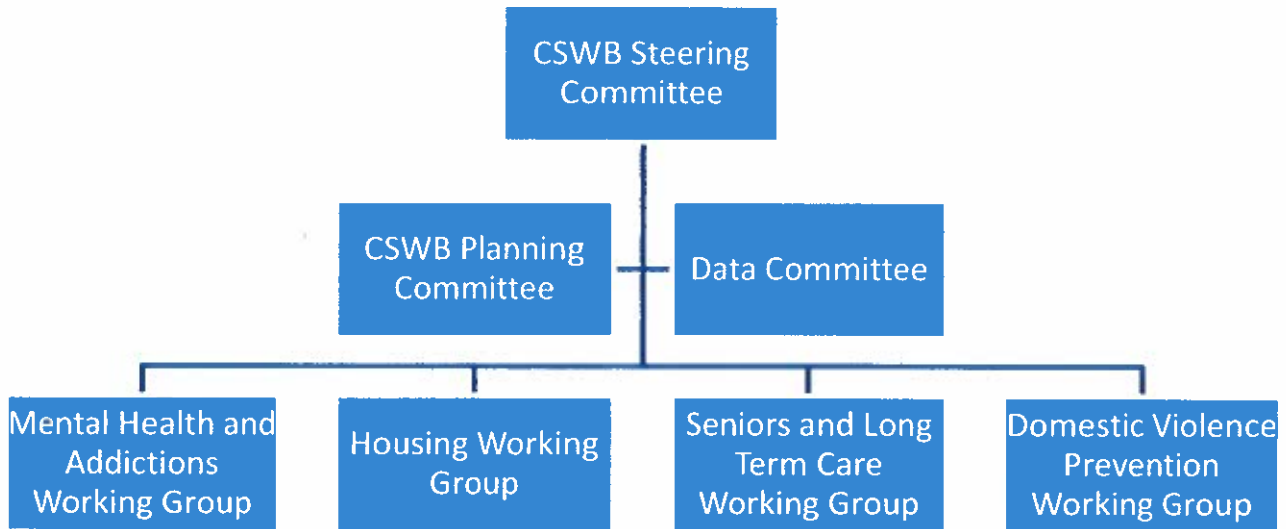 CSWB Steering
Committee
CSWB Planning
Committee
Data Committee
Mental Health and
Addictions
Working Group
Housing Working
Group
Seniors and Long
Term Care
Working Group
Domestic Violence
Prevention
Working Group